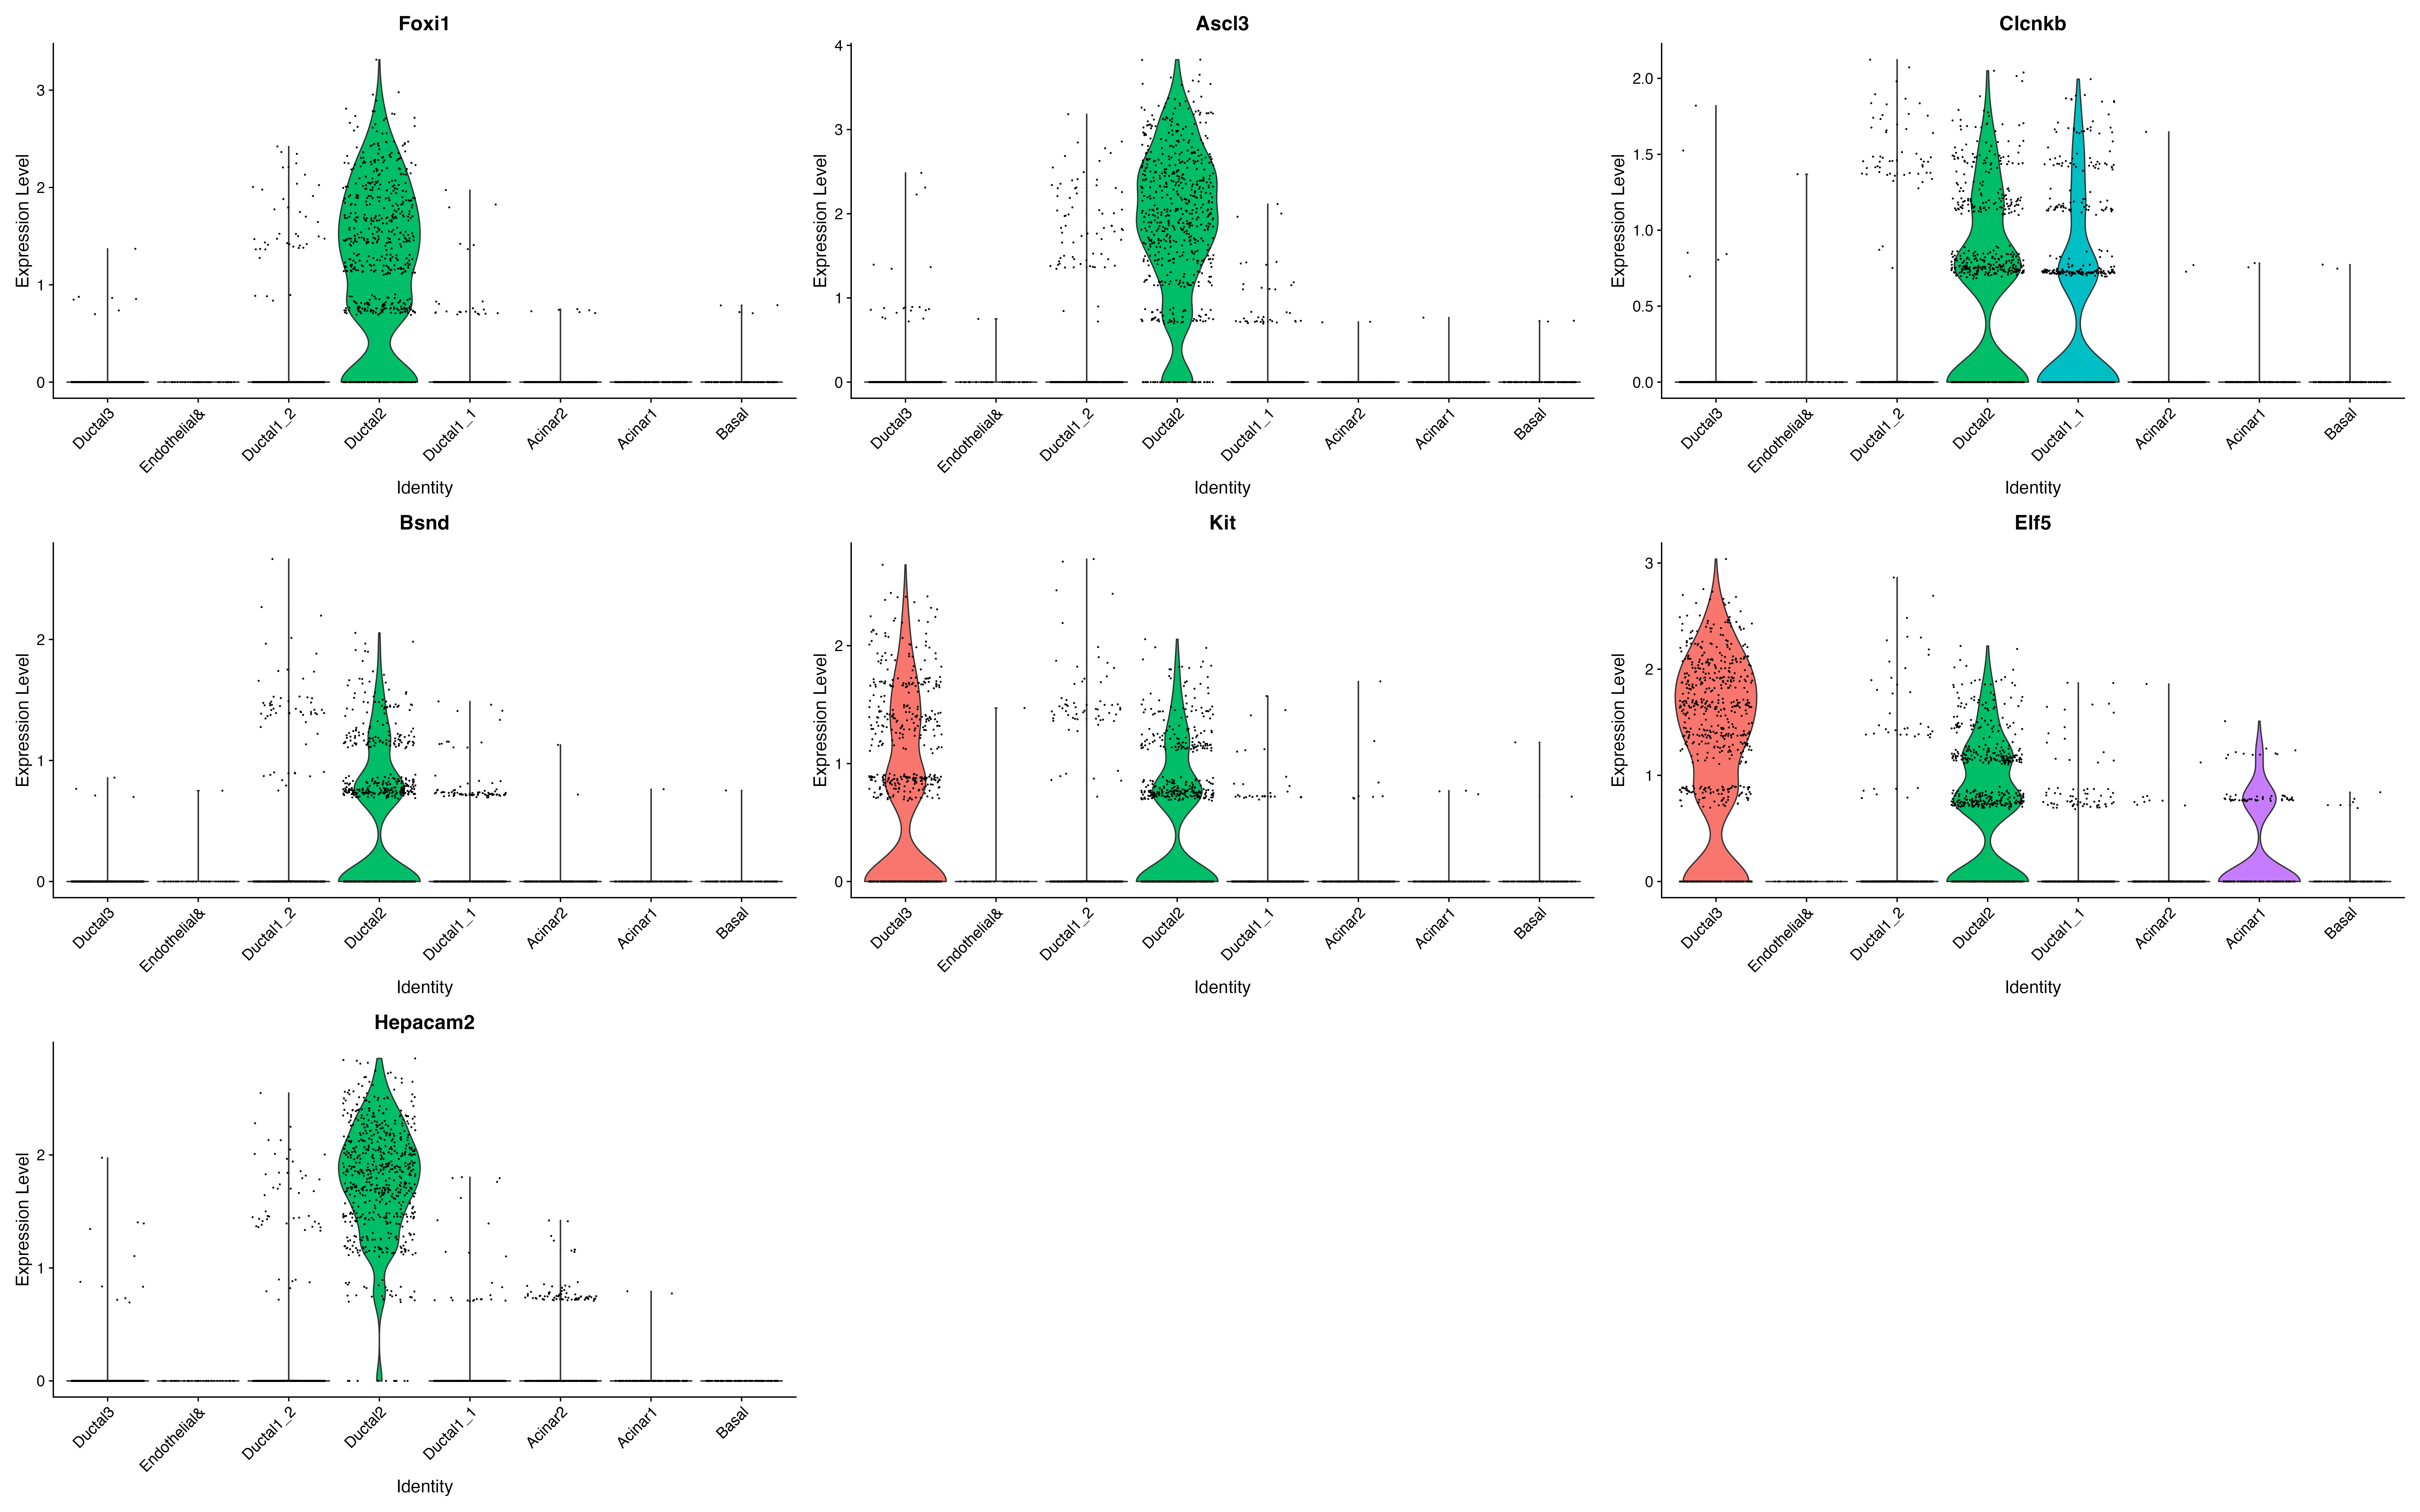 Foxi1
Expression Level
3
2
1
0
Ductal3
Endothelial&
Ductal1_2
Ductal2
Ductal1_1
Acinar2
Acinar1
Basal
Identity
Ascl3
Expression Level
4
3
2
1
0
Ductal3
Endothelial&
Ductal1_2
Ductal2
Ductal1_1
Acinar2
Acinar1
Basal
Identity
Clcnkb
Expression Level
2.0
1.5
1.0
0.5
0.0
Ductal3
Endothelial&
Ductal1_2
Ductal2
Ductal1_1
Acinar2
Acinar1
Basal
Identity
Bsnd
Expression Level
2
1
0
Ductal3
Endothelial&
Ductal1_2
Ductal2
Ductal1_1
Acinar2
Acinar1
Basal
Identity
Kit
Expression Level
2
1
0
Ductal3
Endothelial&
Ductal1_2
Ductal2
Ductal1_1
Acinar2
Acinar1
Basal
Identity
Elf5
Expression Level
3
2
1
0
Ductal3
Endothelial&
Ductal1_2
Ductal2
Ductal1_1
Acinar2
Acinar1
Basal
Identity
Hepacam2
Expression Level
2
1
0
Ductal3
Endothelial&
Ductal1_2
Ductal2
Ductal1_1
Acinar2
Acinar1
Basal
Identity